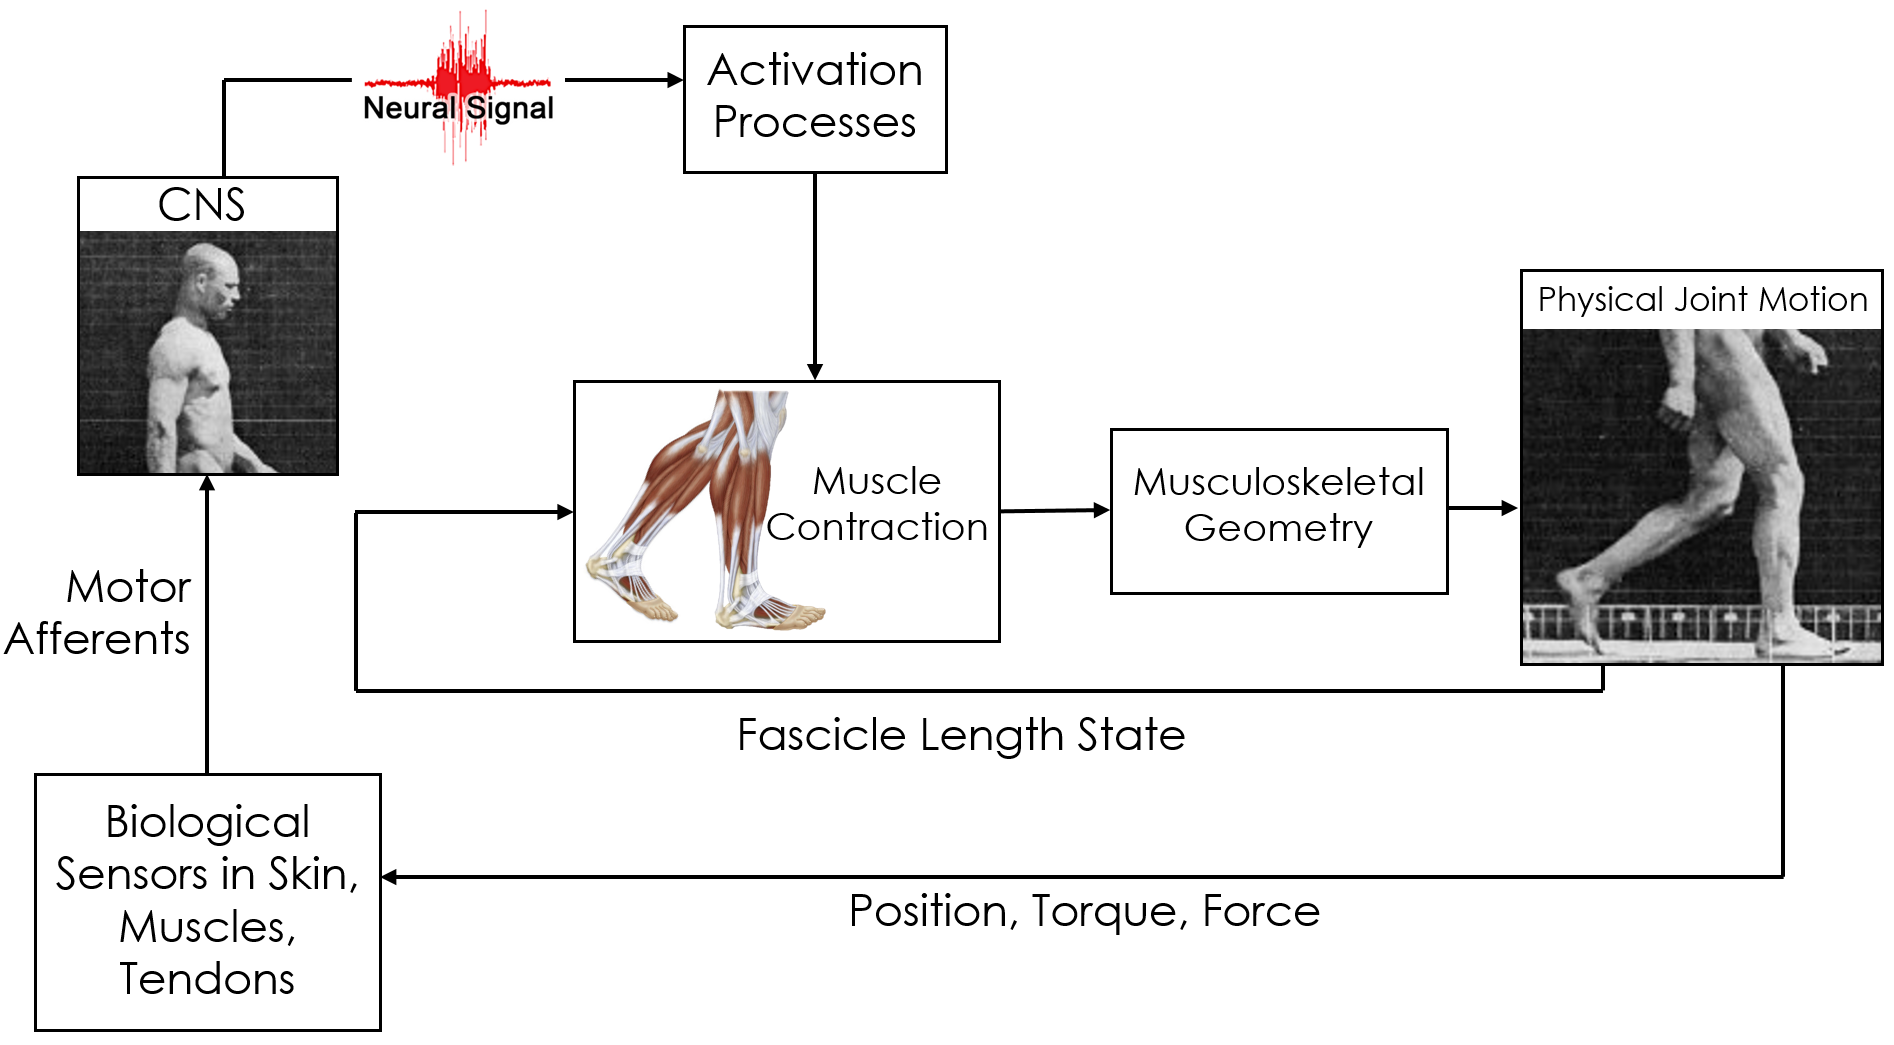 Neural Signal
Activation
Processes
CNS
Physical Joint Motion
Muscle
Contraction
Musculoskeletal
Geometry
Motor
Afferents
Fascicle Length State
Biological
Sensors in Skin,
Muscles,
Tendons
Position, Torque, Force